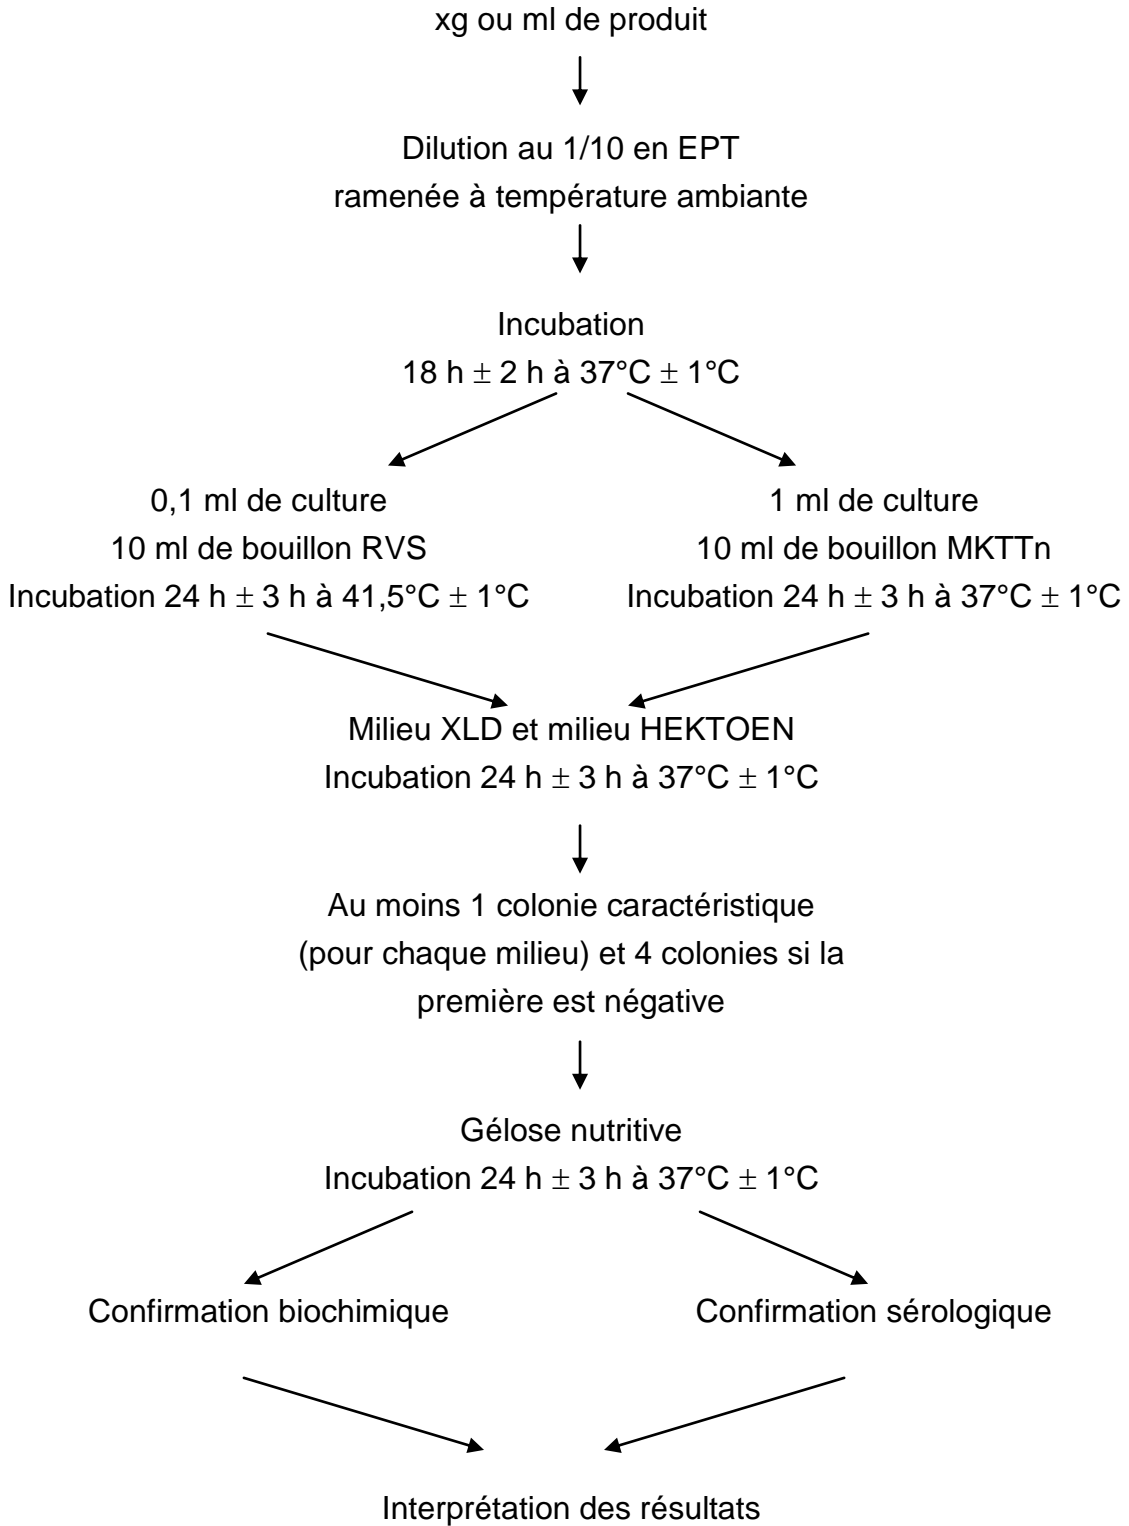 xg ou ml de produit
Dilution au 1/10 en EPT
ramenée à température ambiante
Incubation
18 h ± 2 h à 37°C ± 1°C
0,1 ml de culture
10 ml de bouillon RVS
Incubation 24 h ± 3 h à 41,5°C ± 1°C
1 ml de culture
10 ml de bouillon MKTTn
Incubation 24 h ± 3 h à 37°C ± 1°C
Milieu XLD et milieu HEKTOEN
Incubation 24 h ± 3 h à 37°C ± 1°C
Au moins 1 colonie caractéristique
(pour chaque milieu) et 4 colonies si la
première est négative
Gélose nutritive
Incubation 24 h ± 3 h à 37°C ± 1°C
Confirmation biochimique
Confirmation sérologique
Interprétation des résultats